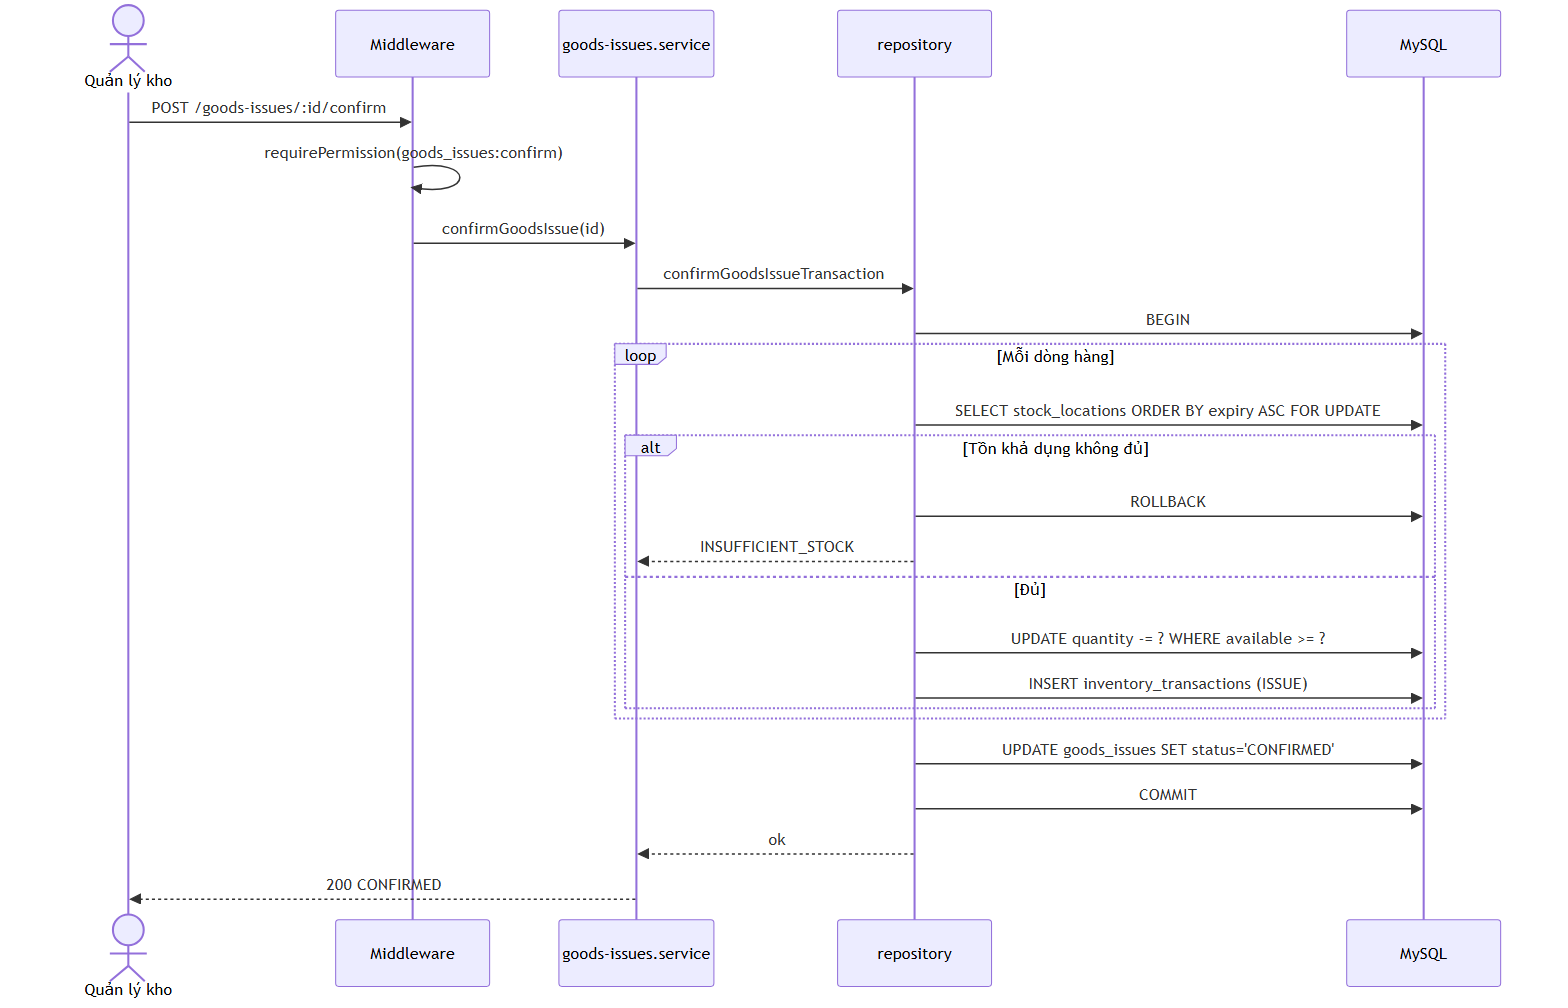 Quản lý kho
Middleware
goods-issues.service
repository
MySQL
POST /goods-issues/:id/confirm
requirePermission(goods_issues:confirm)
confirmGoodsIssue(id)
confirmGoodsIssueTransaction
BEGIN
loop
[Mỗi dòng hàng]
SELECT stock_locations ORDER BY expiry ASC FOR UPDATE
alt
[Tồn khả dụng không đủ]
ROLLBACK
INSUFFICIENT_STOCK
[Đủ]
UPDATE quantity -= ? WHERE available >= ?
INSERT inventory_transactions (ISSUE)
UPDATE goods_issues SET status='CONFIRMED'
COMMIT
ok
200 CONFIRMED
Quản lý kho
Middleware
goods-issues.service
repository
MySQL